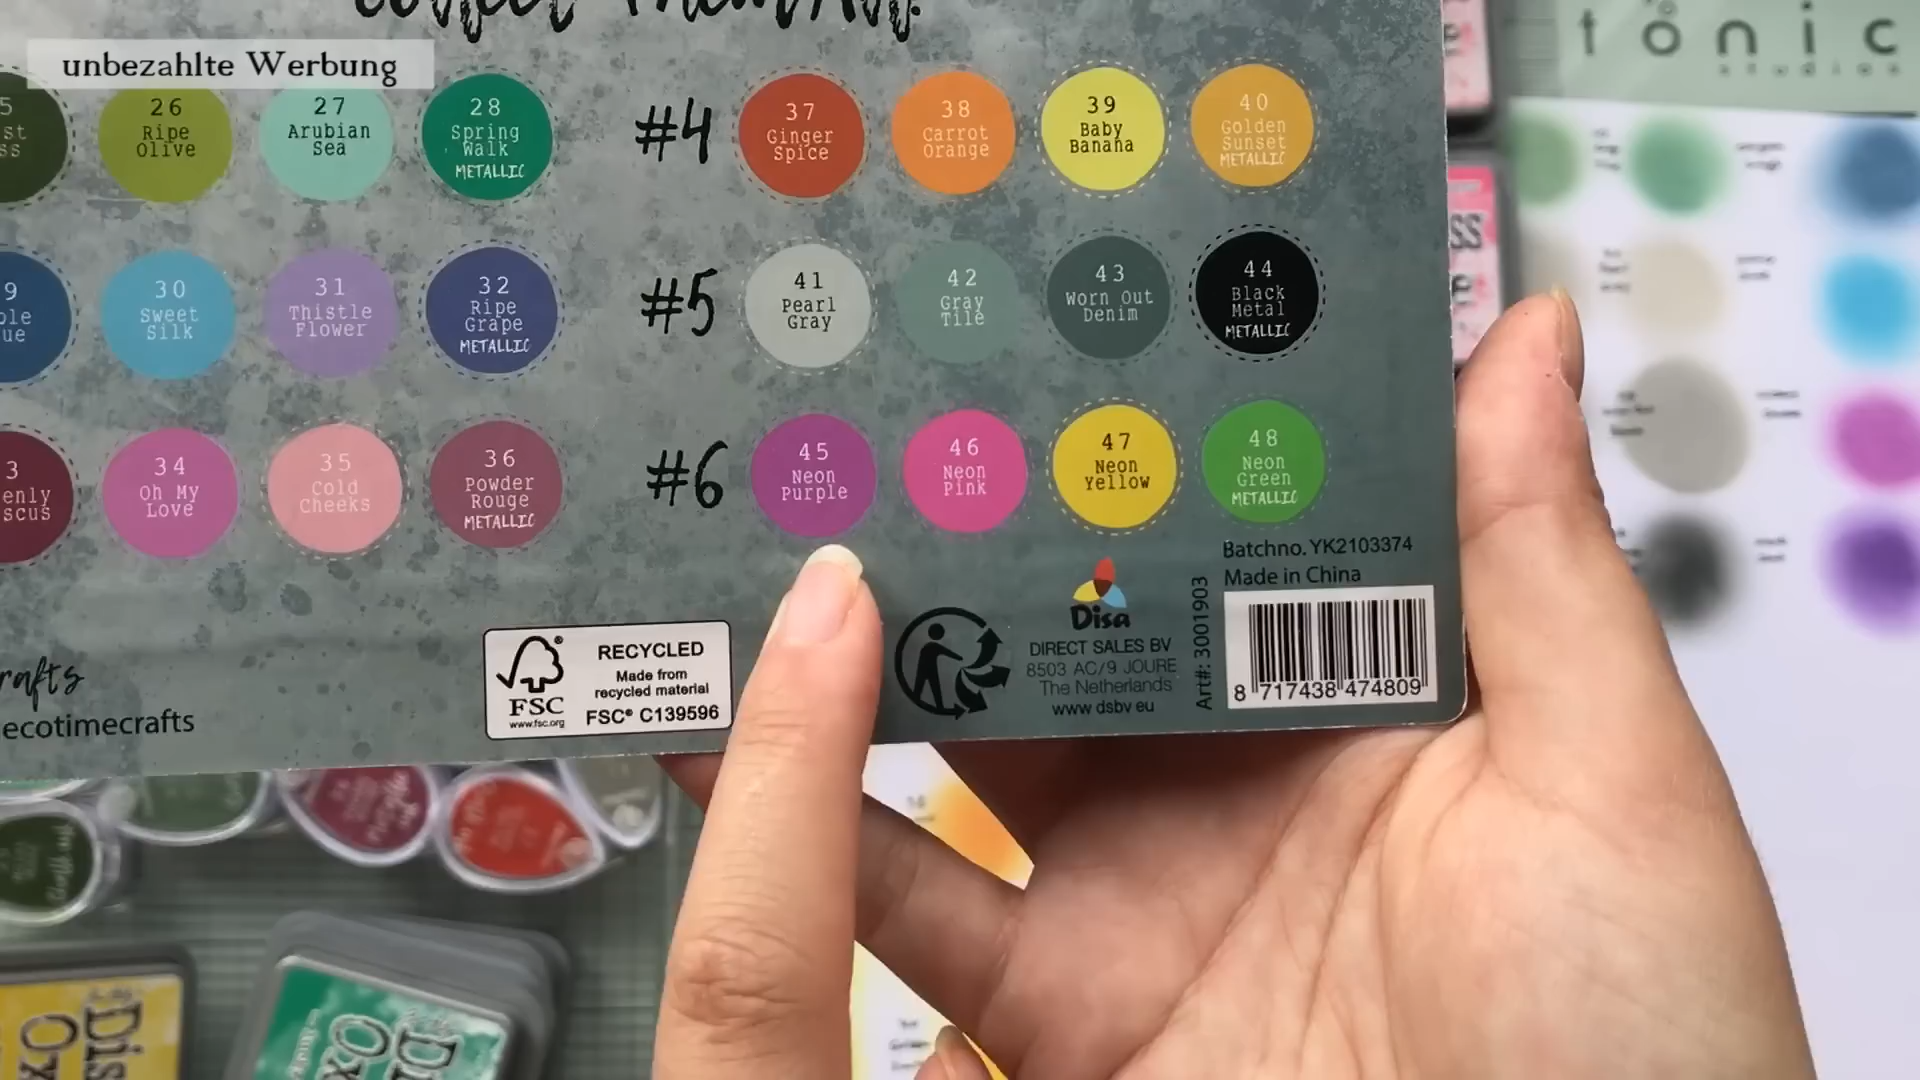 Collect Them All!
unbezahlte Werbung
tonic
studios
26
Ripe
Olive
27
Arubian
Sea
28
Spring
Walk
METALLIC
#4
37
Ginger
Spice
38
Carrot
Orange
39
Baby
Banana
40
Golden
Sunset
METALLIC
30
Sweet
Silk
31
Thistle
Flower
32
Ripe
Grape
METALLIC
#5
41
Pearl
Gray
42
Gray
Tile
43
Worn Out
Denim
44
Black
Metal
METALLIC
34
Oh My
Love
35
Cold
Cheeks
36
Powder
Rouge
METALLIC
#6
45
Neon
Purple
46
Neon
Pink
47
Neon
Yellow
48
Neon
Green
METALLIC
Batchno. YK2103374
Made in China
ecotimecrafts
FSC
www.fsc.org
RECYCLED
Made from
recycled material
FSC® C139596
Disa
DIRECT SALES BV
8503 AC/9 JOURE
The Netherlands
www dsbv eu
Art#: 3001903
8 717438 474809